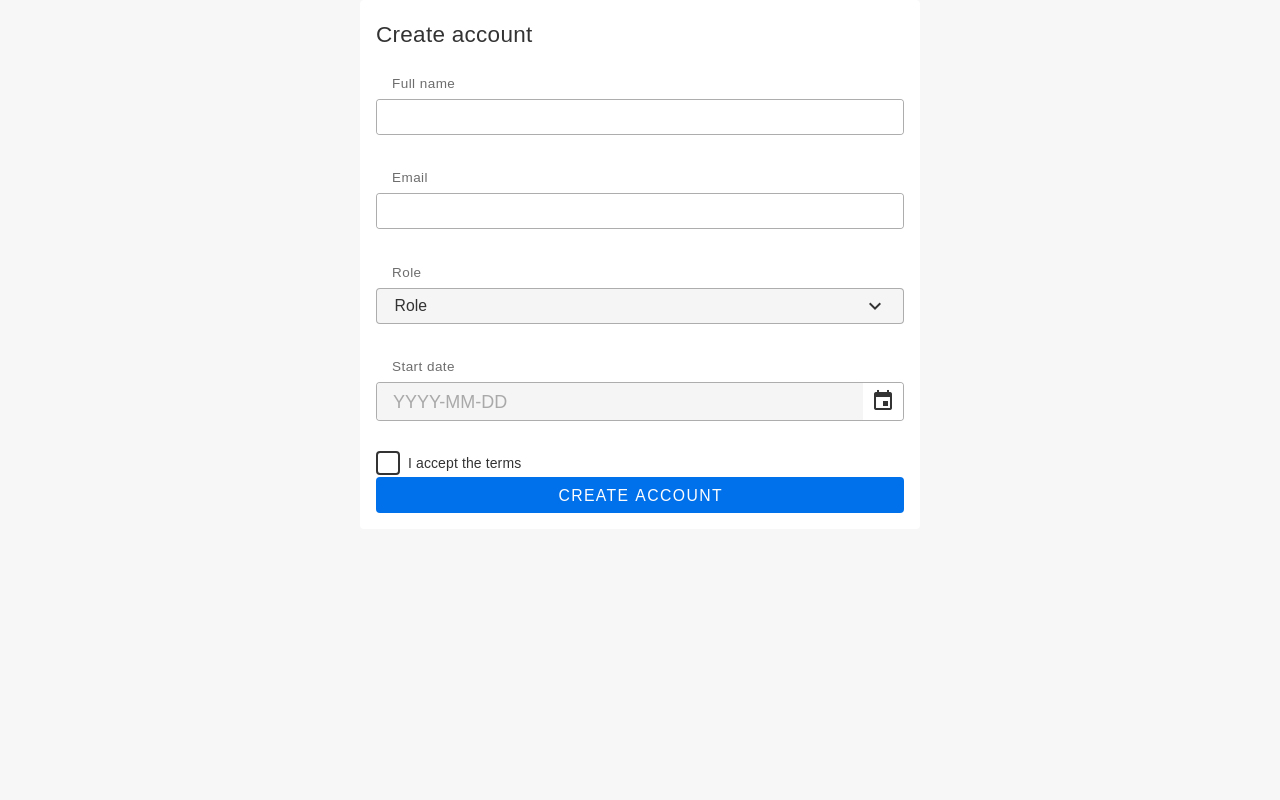 Create account
Full name
Email
Role
Role
Start date
YYYY-MM-DD
I accept the terms
CREATE ACCOUNT